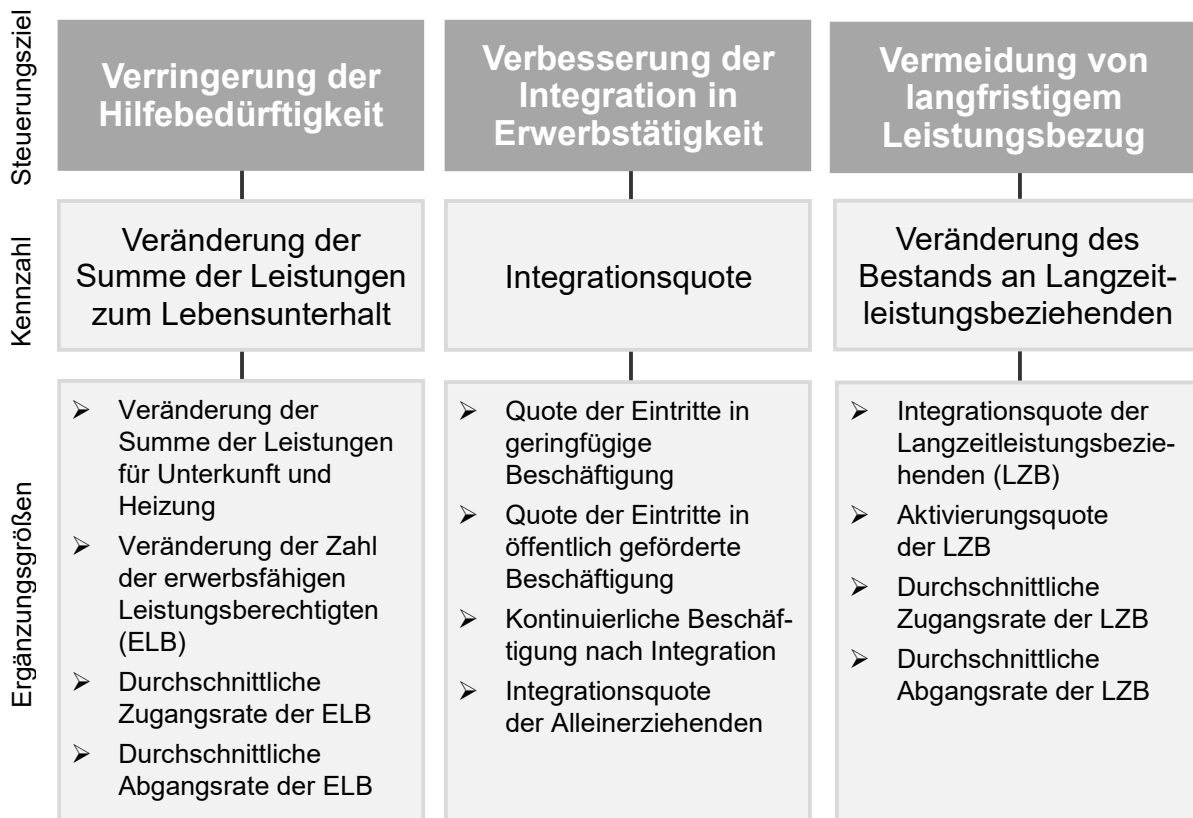 Steuerungsziel
Verringerung der
Hilfebedürftigkeit
Verbesserung der
Integration in
Erwerbstätigkeit
Vermeidung von
langfristigem
Leistungsbezug
Kennzahl
Veränderung der
Summe der Leistungen
zum Lebensunterhalt
Integrationsquote
Veränderung des
Bestands an Langzeit-
leistungsbeziehenden
Ergänzungsgrößen
➢ Veränderung der
Summe der Leistungen
für Unterkunft und
Heizung
➢ Veränderung der Zahl
der erwerbsfähigen
Leistungsberechtigten
(ELB)
➢ Durchschnittliche
Zugangsrate der ELB
➢ Durchschnittliche
Abgangsrate der ELB
➢ Quote der Eintritte in
geringfügige
Beschäftigung
➢ Quote der Eintritte in
öffentlich geförderte
Beschäftigung
➢ Kontinuierliche Beschäf-
tigung nach Integration
➢ Integrationsquote
der Alleinerziehenden
➢ Integrationsquote der
Langzeitleistungsbezie-
henden (LZB)
➢ Aktivierungsquote
der LZB
➢ Durchschnittliche
Zugangsrate der LZB
➢ Durchschnittliche
Abgangsrate der LZB